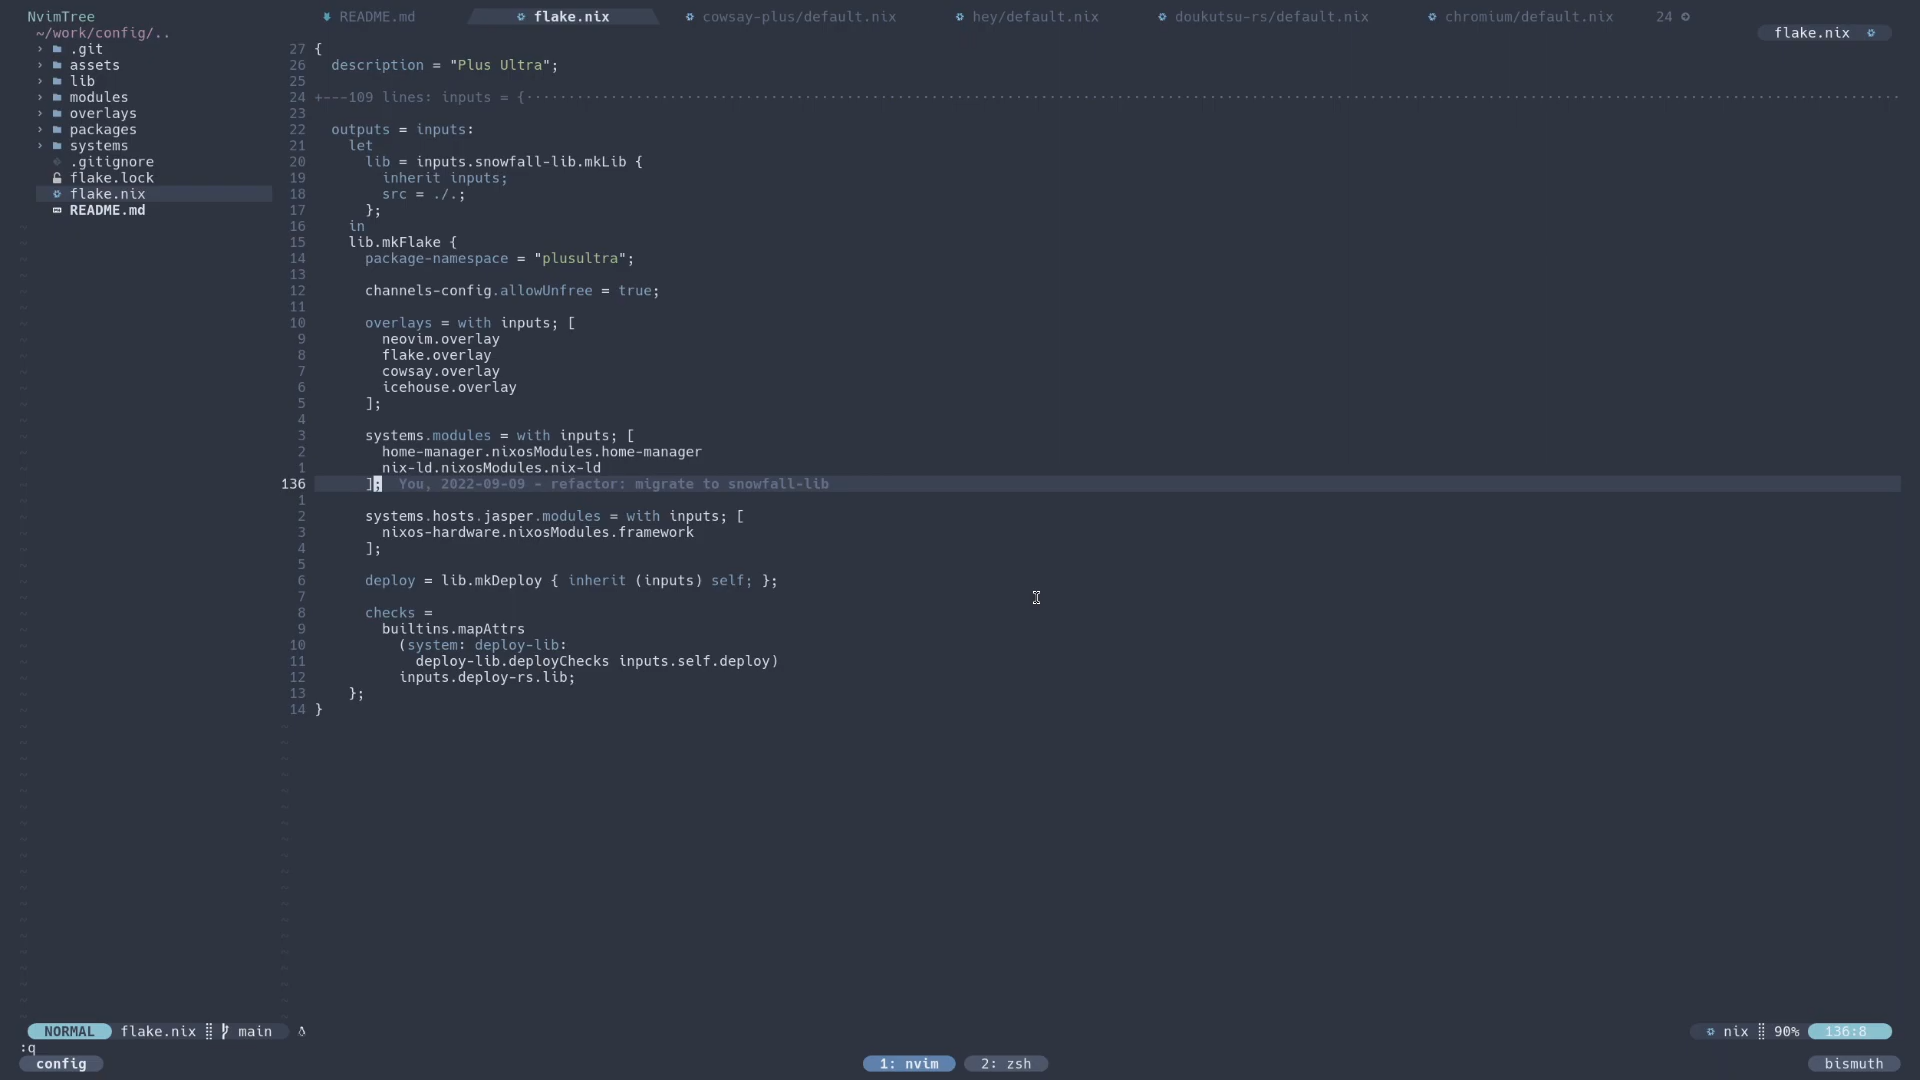 NvimTree
README.md flake.nix cowsay-plus/default.nix hey/default.nix doukutsu-rs/default.nix chromium/default.nix 24
~/work/config/..
flake.nix
.git
assets
lib
modules
overlays
packages
systems
.gitignore
flake.lock
flake.nix
README.md
27 {
26   description = "Plus Ultra";
25
24 +---109 lines: inputs = {····························································
23
22   outputs = inputs:
21     let
20       lib = inputs.snowfall-lib.mkLib {
19         inherit inputs;
18         src = ./.;
17       };
16     in
15     lib.mkFlake {
14       package-namespace = "plusultra";
13
12       channels-config.allowUnfree = true;
11
10       overlays = with inputs; [
9         neovim.overlay
8         flake.overlay
7         cowsay.overlay
6         icehouse.overlay
5       ];
4
3       systems.modules = with inputs; [
2         home-manager.nixosModules.home-manager
1         nix-ld.nixosModules.nix-ld
136       ];  You, 2022-09-09 - refactor: migrate to snowfall-lib
1
2       systems.hosts.jasper.modules = with inputs; [
3         nixos-hardware.nixosModules.framework
4       ];
5
6       deploy = lib.mkDeploy { inherit (inputs) self; };
7
8       checks =
9         builtins.mapAttrs
10           (system: deploy-lib:
11             deploy-lib.deployChecks inputs.self.deploy)
12           inputs.deploy-rs.lib;
13     };
14 }
NORMAL flake.nix main nix 90% 136:8
:q
config 1: nvim 2: zsh bismuth